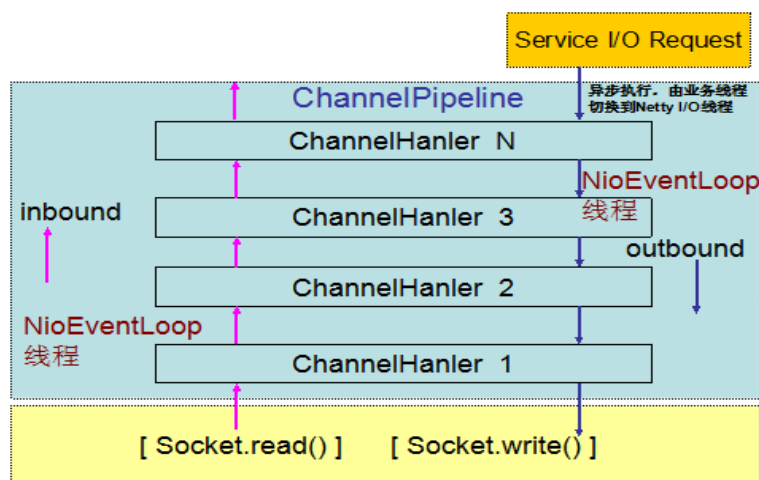 Service I/O Request
ChannelPipeline
异步执行。由业务线程
切换到Netty I/O线程
ChannelHanler N
NioEventLoop
线程
inbound
ChannelHanler 3
outbound
ChannelHanler 2
NioEventLoop
线程
ChannelHanler 1
[ Socket.read() ]
[ Socket.write() ]